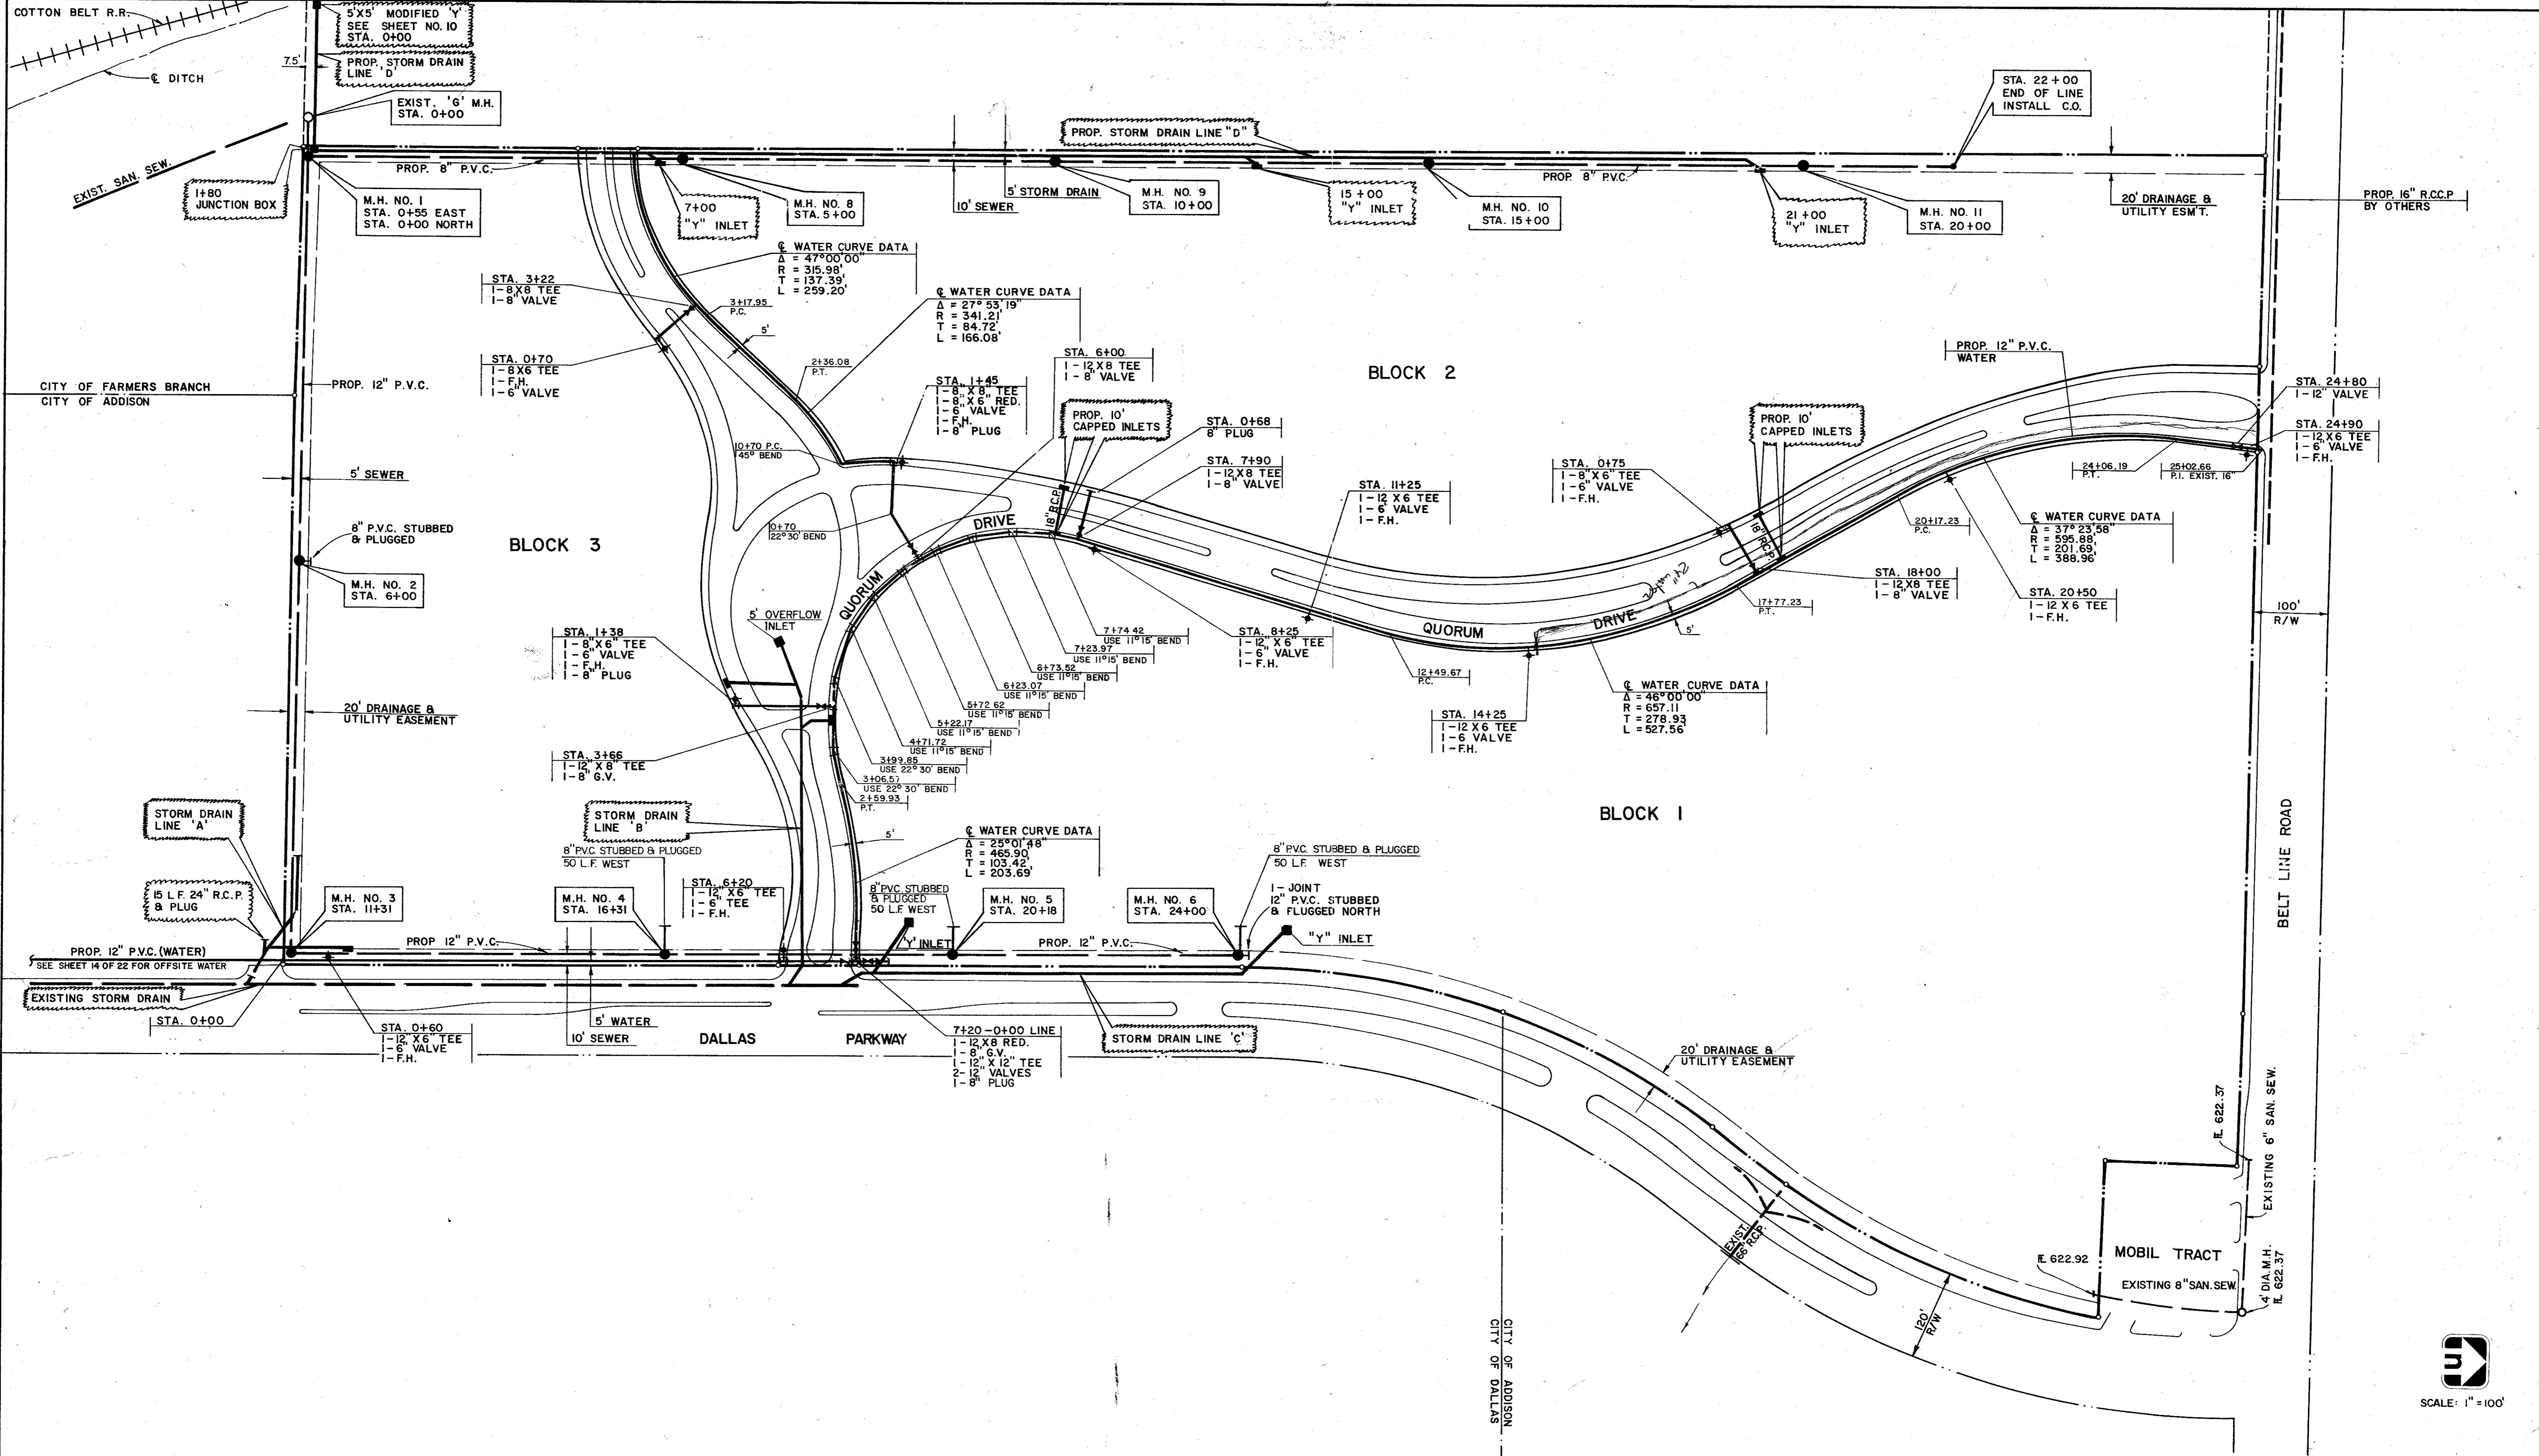 COTTON BELT R.R.
℄ DITCH
7.5'
5'X5' MODIFIED 'Y'
SEE SHEET NO. 10
STA. 0+00
PROP. STORM DRAIN
LINE 'D'
EXIST. 'G' M.H.
STA. 0+00
EXIST. SAN. SEW.
1+80
JUNCTION BOX
M.H. NO. 1
STA. 0+55 EAST
STA. 0+00 NORTH
PROP. 8" P.V.C.
7+00
"Y" INLET
M.H. NO. 8
STA. 5+00
10' SEWER
5' STORM DRAIN
PROP. STORM DRAIN LINE "D"
M.H. NO. 9
STA. 10+00
15+00
"Y" INLET
M.H. NO. 10
STA. 15+00
PROP. 8" P.V.C.
21+00
"Y" INLET
M.H. NO. 11
STA. 20+00
STA. 22+00
END OF LINE
INSTALL C.O.
20' DRAINAGE &
UTILITY ESM'T.
PROP. 16" R.C.C.P.
BY OTHERS
℄ WATER CURVE DATA
Δ = 47°00'00"
R = 315.98'
T = 137.39'
L = 259.20'
STA. 3+22
1-8X8 TEE
1-8" VALVE
3+17.95
P.C.
5'
℄ WATER CURVE DATA
Δ = 27°53'19"
R = 341.21'
T = 84.72'
L = 166.08'
STA. 0+70
1-8X6 TEE
1-F.H.
1-6" VALVE
2+36.08
P.T.
CITY OF FARMERS BRANCH
CITY OF ADDISON
PROP. 12" P.V.C.
STA. 1+45
1-8" X 8" TEE
1-8" X 6" RED.
1-6" VALVE
1-F.H.
1-8" PLUG
STA. 6+00
1-12X8 TEE
1-8" VALVE
PROP. 10'
CAPPED INLETS
STA. 0+68
8" PLUG
STA. 7+90
1-12X8 TEE
1-8" VALVE
BLOCK 2
PROP. 12" P.V.C.
WATER
STA. 24+80
1-12" VALVE
STA. 24+90
1-12X6 TEE
1-6" VALVE
1-F.H.
PROP. 10'
CAPPED INLETS
10+70 P.C.
45° BEND
5' SEWER
8" P.V.C. STUBBED
& PLUGGED
BLOCK 3
M.H. NO. 2
STA. 6+00
0+70
22°30' BEND
18" R.C.P.
QUORUM
DRIVE
STA. 11+25
1-12 X 6 TEE
1-6' VALVE
1-F.H.
STA. 0+75
1-8" X 6" TEE
1-6" VALVE
1-F.H.
18" R.C.P.
24+06.19
P.T.
25+02.66
P.I. EXIST. 16"
20+17.23
P.C.
℄ WATER CURVE DATA
Δ = 37°23'58"
R = 595.88'
T = 201.69'
L = 388.96'
STA. 18+00
1-12X8 TEE
1-8" VALVE
STA. 20+50
1-12 X 6 TEE
1-F.H.
100'
R/W
24" water
17+77.23
P.T.
5'
QUORUM
DRIVE
5' OVERFLOW
INLET
STA. 1+38
1-8" X 6" TEE
1-6" VALVE
1-F.H.
1-8" PLUG
7+74.42
USE 11°15' BEND
7+23.97
USE 11°15' BEND
6+73.52
USE 11°15' BEND
6+23.07
USE 11°15' BEND
5+72.62
USE 11°15' BEND
5+22.17
USE 11°15' BEND
4+71.72
USE 11°15' BEND
3+99.85
USE 22°30' BEND
3+06.57
USE 22°30' BEND
2+59.93
P.T.
STA. 8+25
1-12" X 6" TEE
1-6" VALVE
1-F.H.
12+49.67
P.C.
STA. 14+25
1-12 X 6 TEE
1-6 VALVE
1-F.H.
℄ WATER CURVE DATA
Δ = 46°00'00"
R = 657.11
T = 278.93
L = 527.56'
20' DRAINAGE &
UTILITY EASEMENT
STA. 3+66
1-12" X 8" TEE
1-8" G.V.
STORM DRAIN
LINE 'A'
STORM DRAIN
LINE 'B'
5'
℄ WATER CURVE DATA
Δ = 25°01'48"
R = 465.90'
T = 103.42'
L = 203.69'
BLOCK 1
BELT LINE ROAD
15 L.F. 24" R.C.P.
& PLUG
M.H. NO. 3
STA. 11+31
8" P.V.C. STUBBED & PLUGGED
50 L.F. WEST
M.H. NO. 4
STA. 16+31
STA. 6+20
1-12" X 6" TEE
1-6" TEE
1-F.H.
8" PVC. STUBBED
& PLUGGED
50 L.F. WEST
'Y' INLET
M.H. NO. 5
STA. 20+18
M.H. NO. 6
STA. 24+00
8" P.V.C. STUBBED & PLUGGED
50 L.F. WEST
1-JOINT
12" P.V.C. STUBBED
& FLUGGED NORTH
"Y" INLET
PROP. 12" P.V.C. (WATER)
SEE SHEET 14 OF 22 FOR OFFSITE WATER
PROP 12" P.V.C.
PROP. 12" P.V.C.
EXISTING STORM DRAIN
STA. 0+00
STA. 0+60
1-12" X 6" TEE
1-6" VALVE
1-F.H.
10' SEWER
5' WATER
DALLAS
PARKWAY
7+20-0+00 LINE
1-12X8 RED.
1-8" G.V.
1-12" X 12" TEE
2-12" VALVES
1-8" PLUG
STORM DRAIN LINE 'C'
20' DRAINAGE &
UTILITY EASEMENT
EXIST.
66" R.C.P.
120'
R/W
CITY OF ADDISON
CITY OF DALLAS
FL 622.37
EXISTING 6" SAN. SEW.
FL 622.92
MOBIL TRACT
EXISTING 8" SAN. SEW.
4' DIA. M.H.
FL 622.37
SCALE: 1" = 100'